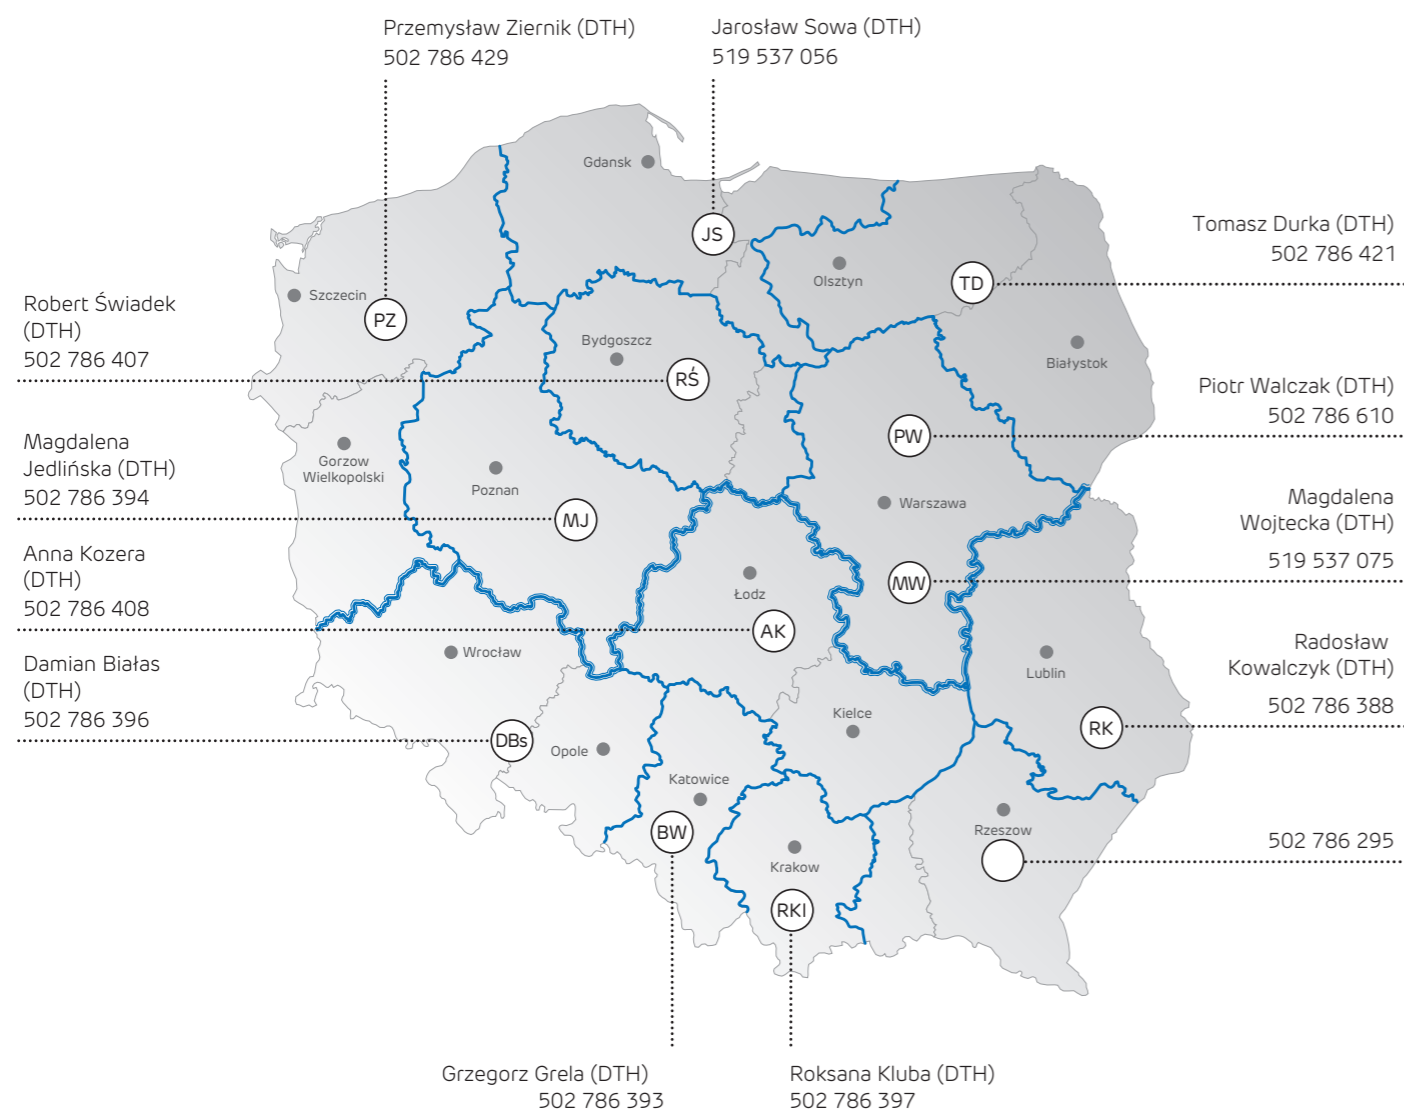 Przemysław Ziernik (DTH)
502 786 429
Jarosław Sowa (DTH)
519 537 056
Gdansk
JS
Tomasz Durka (DTH)
502 786 421
Olsztyn
TD
Robert Świadek
(DTH)
502 786 407
Szczecin
PZ
Bydgoszcz
RŚ
Białystok
Piotr Walczak (DTH)
502 786 610
PW
Magdalena
Jedlińska (DTH)
502 786 394
Gorzow
Wielkopolski
Poznan
MJ
Warszawa
Magdalena
Wojtecka (DTH)
519 537 075
MW
Anna Kozera
(DTH)
502 786 408
Łodz
AK
Radosław
Kowalczyk (DTH)
502 786 388
Lublin
RK
Damian Białas
(DTH)
502 786 396
Wrocław
DBs
Opole
Kielce
Katowice
BW
Krakow
RKl
Rzeszow
502 786 295
Grzegorz Grela (DTH)
502 786 393
Roksana Kluba (DTH)
502 786 397